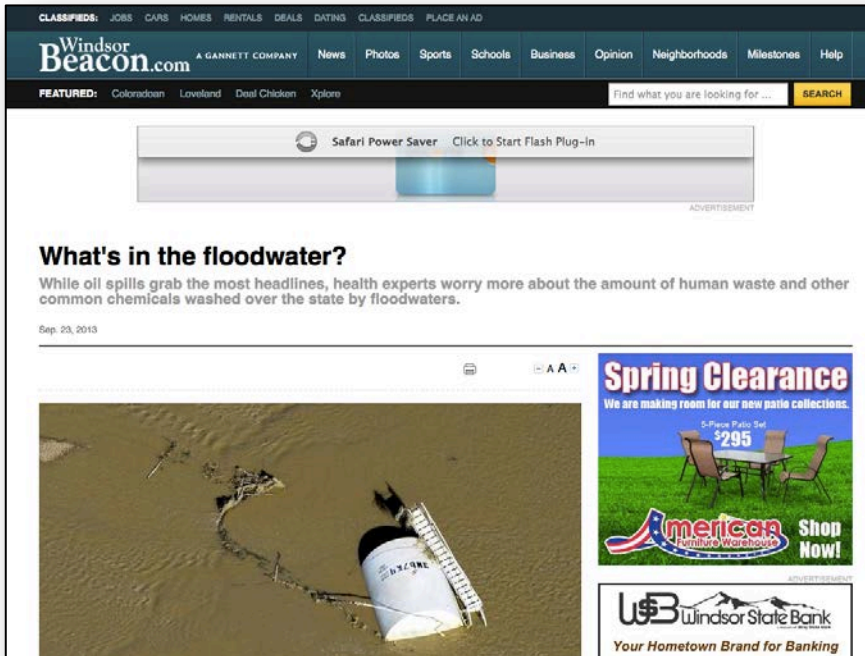 CLASSIFIEDS: JOBS CARS HOMES RENTALS DEALS DATING CLASSIFIEDS PLACE AN AD
Windsor
Beacon.com
A GANNETT COMPANY
News Photos Sports Schools Business Opinion Neighborhoods Milestones Help
FEATURED: Coloradoan Loveland Deal Chicken Xplore
Find what you are looking for ...
SEARCH
Safari Power Saver Click to Start Flash Plug-in
ADVERTISEMENT
What's in the floodwater?
While oil spills grab the most headlines, health experts worry more about the amount of human waste and other
common chemicals washed over the state by floodwaters.
Sep. 23, 2013
A A
Spring Clearance
We are making room for our new patio collections.
5-Piece Patio Set
$295
American
Furniture Warehouse
Shop
Now!
ADVERTISEMENT
USB Windsor State Bank
Your Hometown Brand for Banking